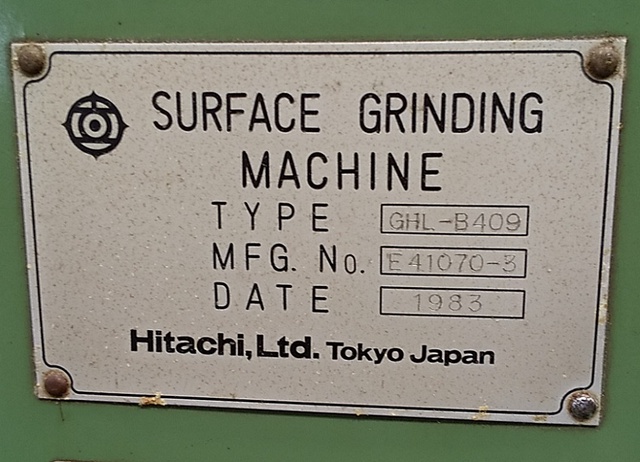 SURFACE GRINDING
MACHINE
TYPE GHL-B409
MFG. No. E41070-3
DATE 1983
Hitachi, Ltd. Tokyo Japan